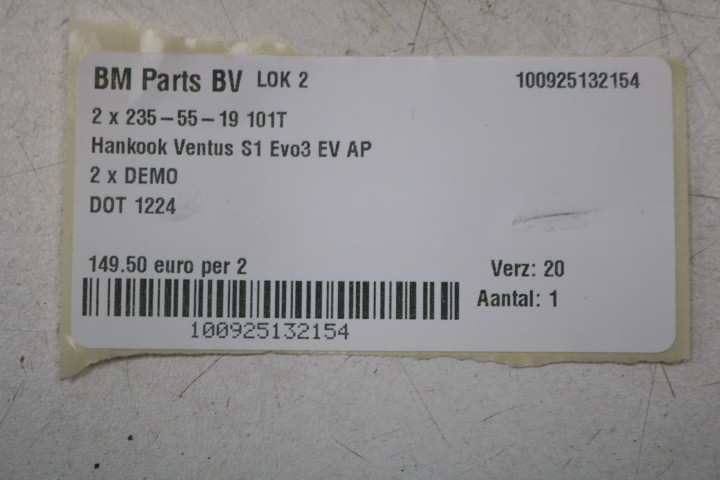 BM Parts BV LOK 2 100925132154
2 x 235-55-19 101T
Hankook Ventus S1 Evo3 EV AP
2 x DEMO
DOT 1224
149.50 euro per 2 Verz: 20
Aantal: 1
100925132154